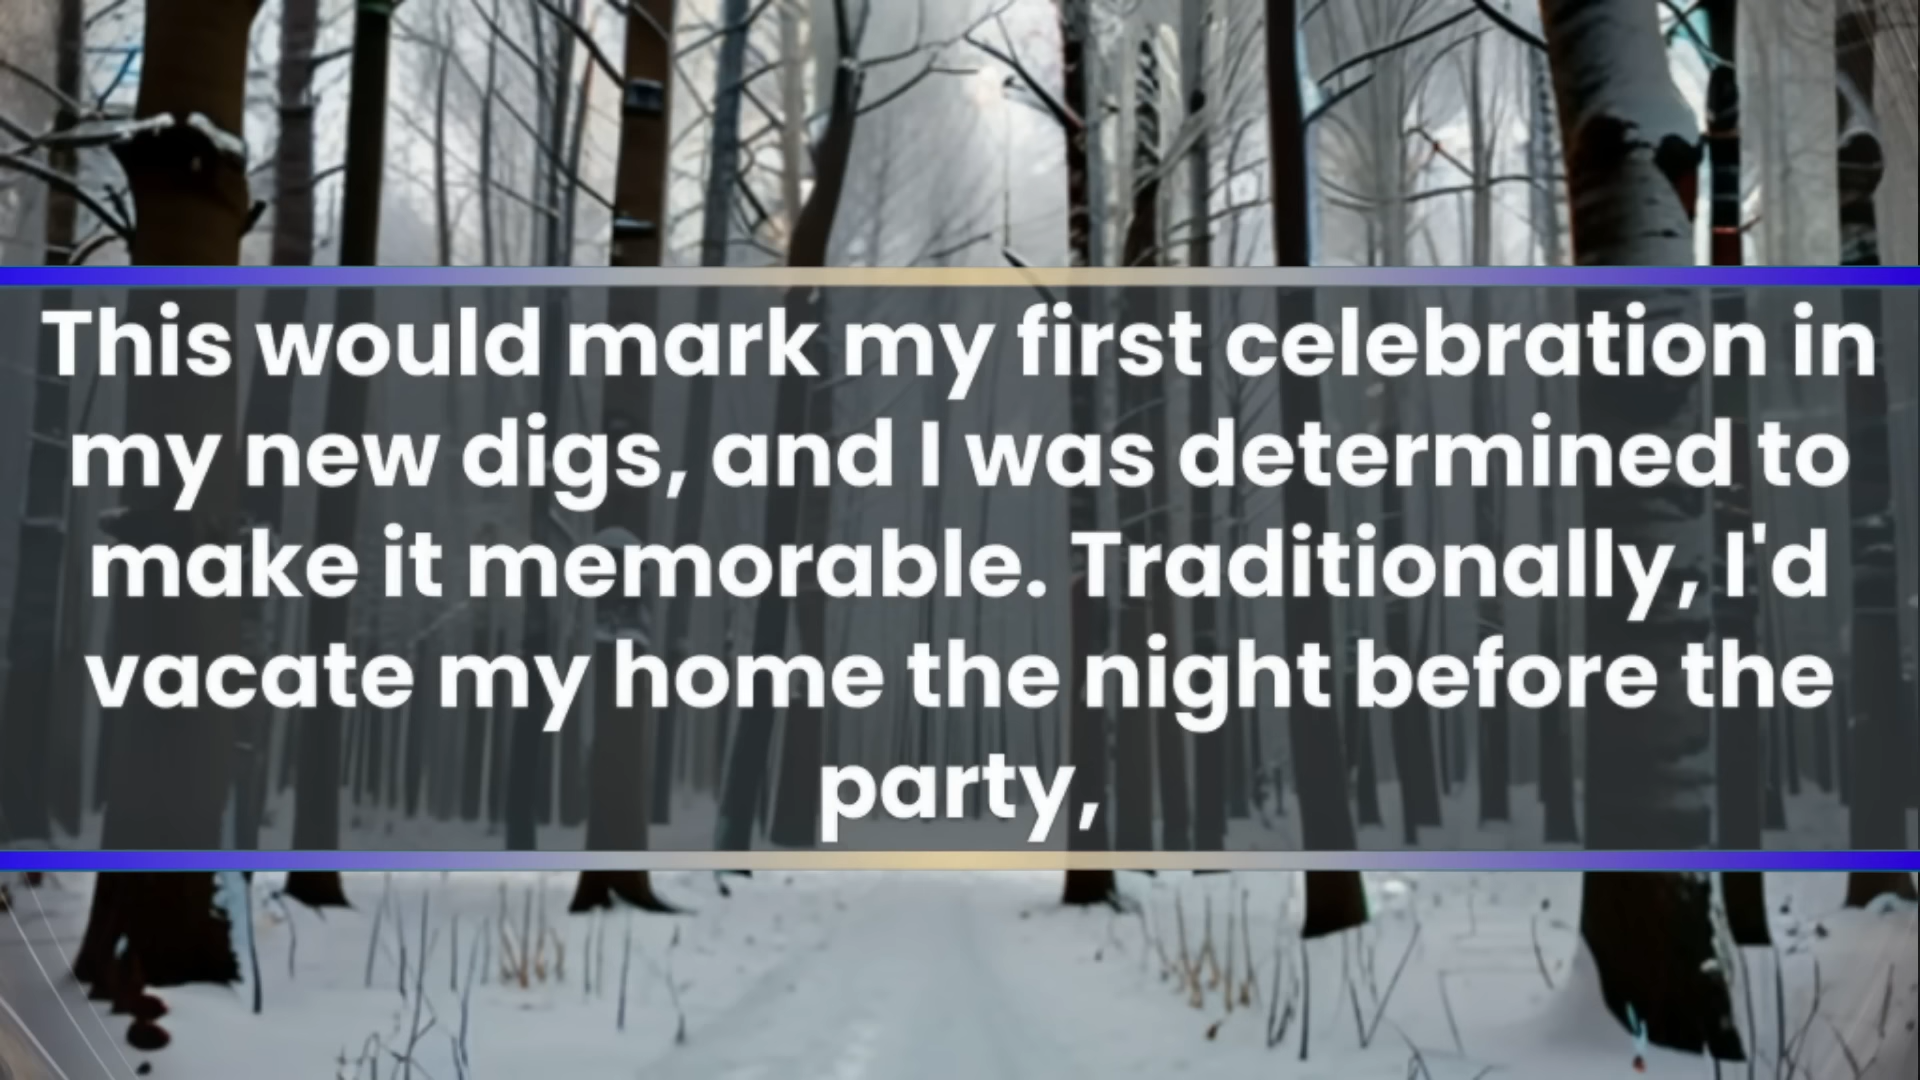 This would mark my first celebration in
my new digs, and I was determined to
make it memorable. Traditionally, I'd
vacate my home the night before the
party,